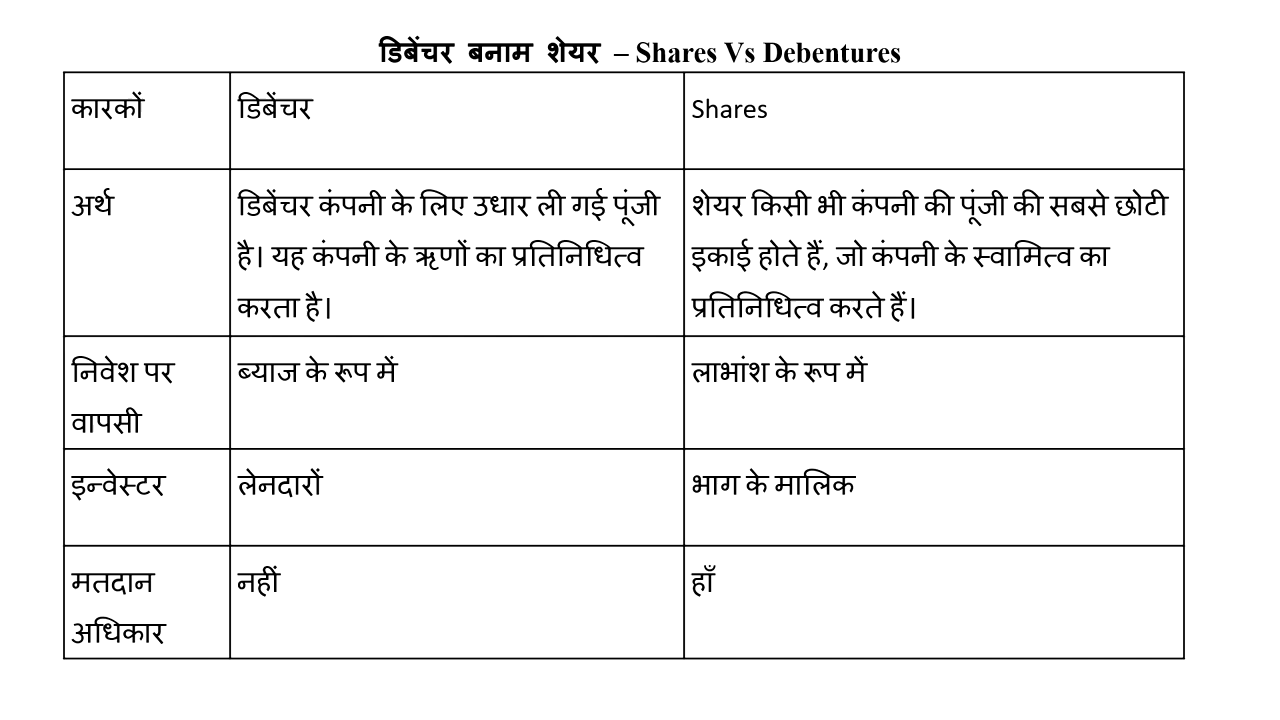 डिबेंचर बनाम शेयर – Shares Vs Debentures
कारकों डिबेंचर Shares
अर्थ डिबेंचर कंपनी के लिए उधार ली गई पूंजी शेयर किसी भी कंपनी की पूंजी की सबसे छोटी
है। यह कंपनी के ऋणों का प्रतिनिधित्व इकाई होते हैं, जो कंपनी के स्वामित्व का
करता है। प्रतिनिधित्व करते हैं।
निवेश पर ब्याज के रूप में लाभांश के रूप में
वापसी
इन्वेस्टर लेनदारों भाग के मालिक
मतदान नहीं हाँ
अधिकार